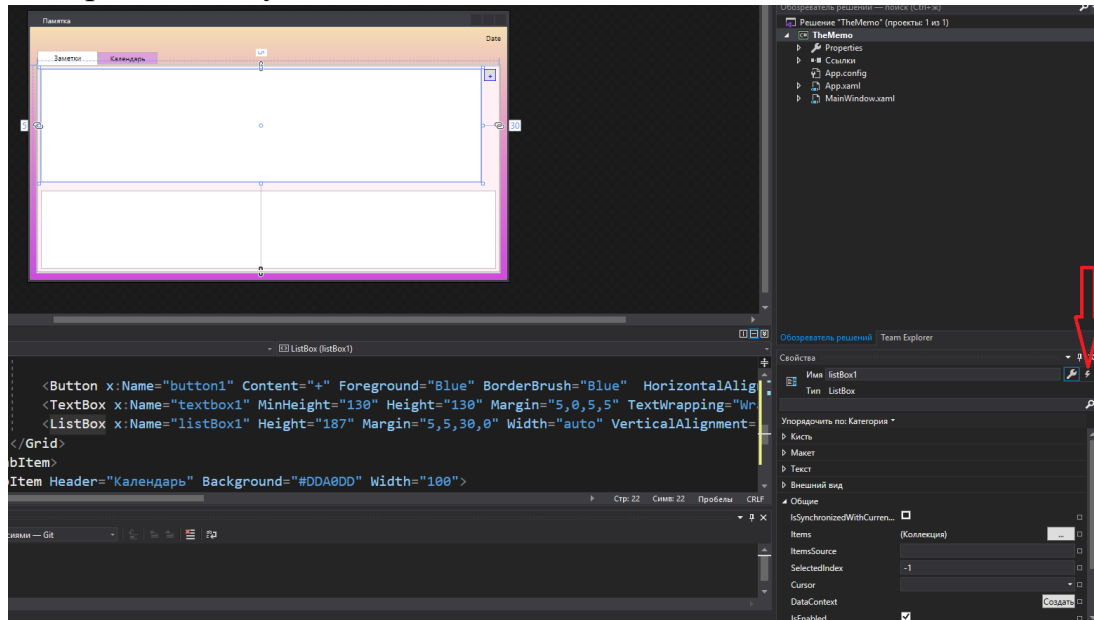 Обозреватель решений — поиск (Ctrl+ж)
Памятка
Решение "TheMemo" (проекты: 1 из 1)
TheMemo
Date
Properties
Заметки
Календарь
5
Ссылки
App.config
App.xaml
MainWindow.xaml
+
5
30
Обозреватель решений Team Explorer
ListBox (listBox1)
Свойства
Имя listBox1
Тип ListBox
<Button x:Name="button1" Content="+" Foreground="Blue" BorderBrush="Blue" HorizontalAlig
<TextBox x:Name="textbox1" MinHeight="130" Height="130" Margin="5,0,5,5" TextWrapping="Wr
<ListBox x:Name="listBox1" Height="187" Margin="5,5,30,0" Width="auto" VerticalAlignment=
</Grid>
bItem>
Item Header="Календарь" Background="#DDA0DD" Width="100">
Упорядочить по: Категория
Кисть
Макет
Текст
Внешний вид
Общие
Стр: 22 Симв: 22 Пробелы CRLF
IsSynchronizedWithCurren...
сиями — Git
Items (Коллекция) ...
ItemsSource
SelectedIndex -1
Cursor
DataContext Создать
IsEnabled